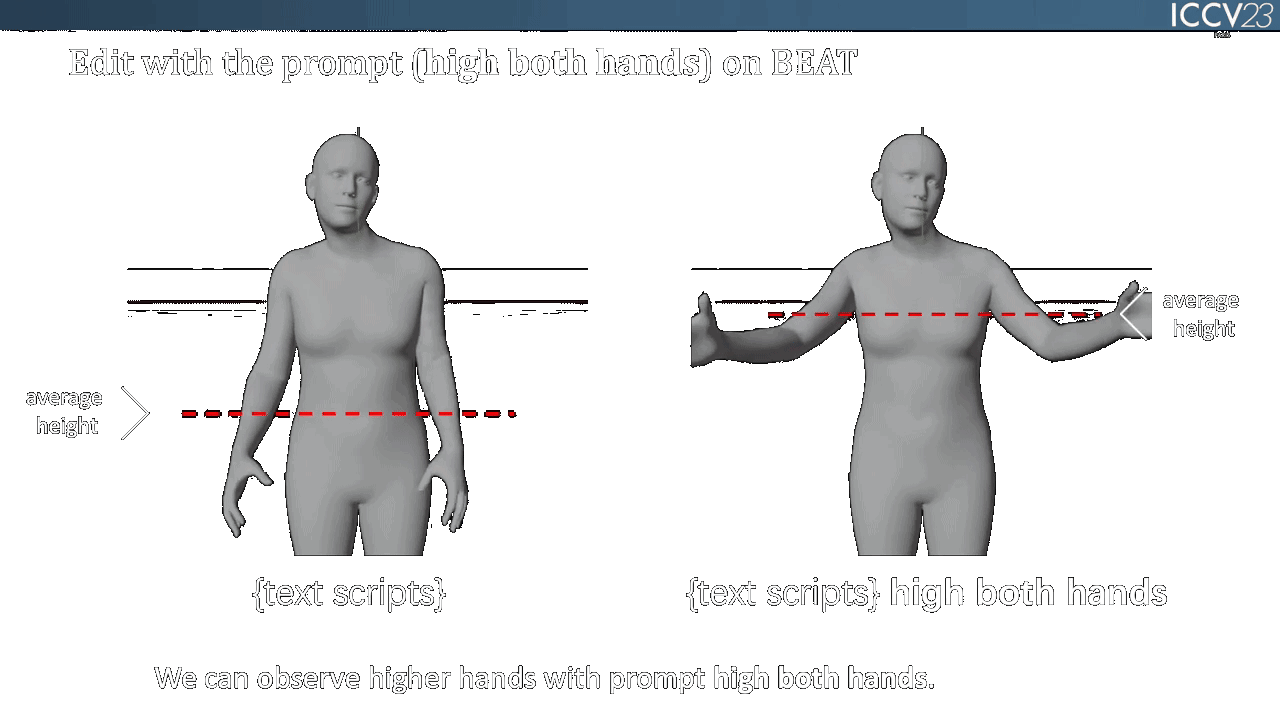 ICCV23
Edit with the prompt (high both hands) on BEAT
average
height
average
height
{text scripts}
{text scripts} high both hands
We can observe higher hands with prompt high both hands.